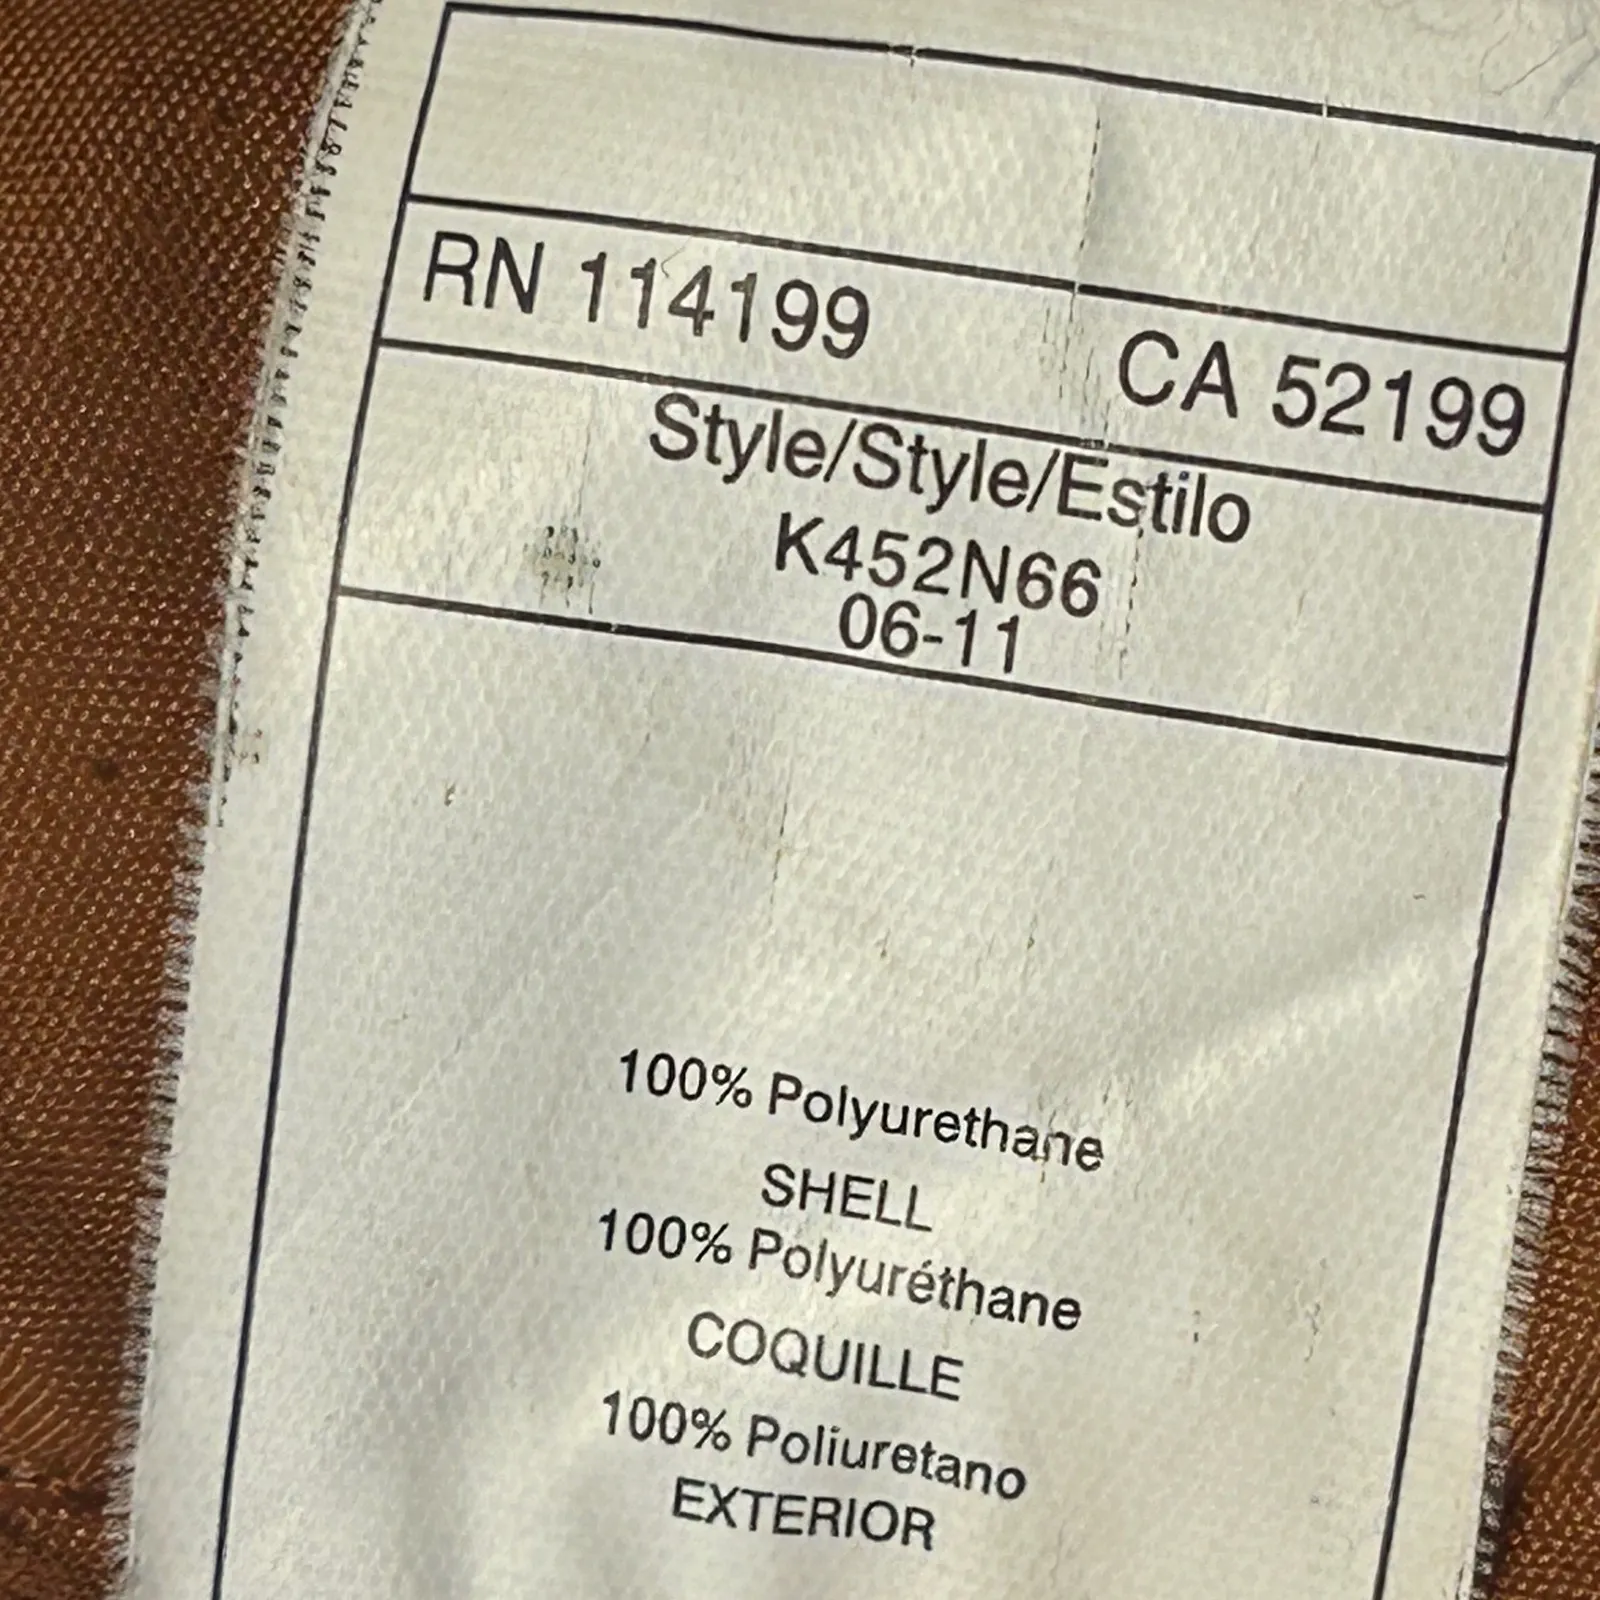 RN 114199 CA 52199
Style/Style/Estilo
K452N66
06-11
100% Polyurethane
SHELL
100% Polyuréthane
COQUILLE
100% Poliuretano
EXTERIOR